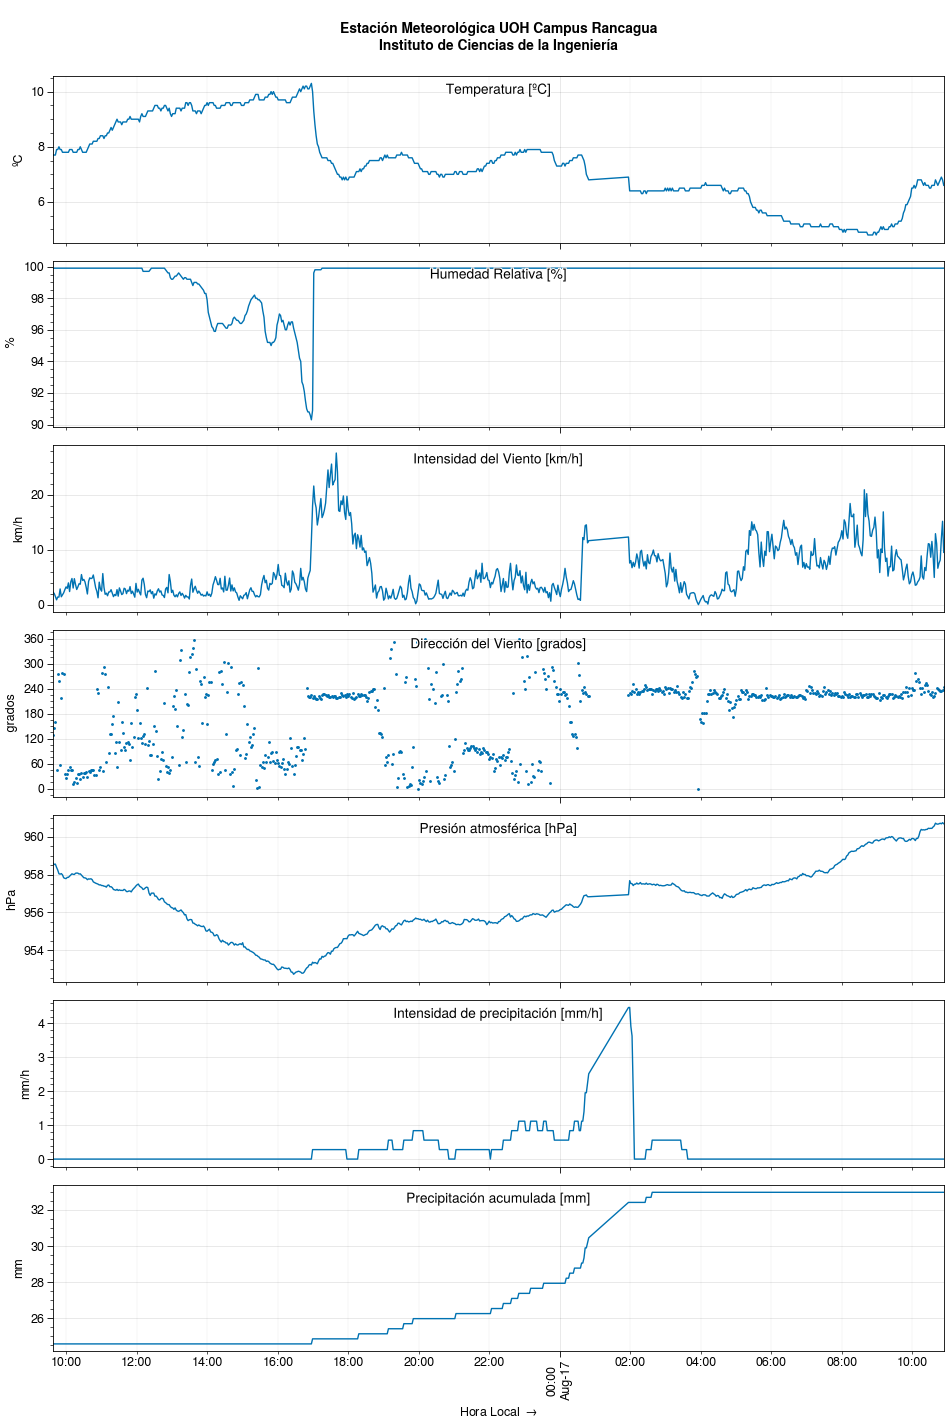 Estación Meteorológica UOH Campus Rancagua
Instituto de Ciencias de la Ingeniería
Temperatura [ºC]
10
8
6
ºC
Humedad Relativa [%]
100
98
96
94
92
90
%
Intensidad del Viento [km/h]
20
10
0
km/h
Dirección del Viento [grados]
360
300
240
180
120
60
0
grados
Presión atmosférica [hPa]
960
958
956
954
hPa
Intensidad de precipitación [mm/h]
4
3
2
1
0
mm/h
Precipitación acumulada [mm]
32
30
28
26
mm
10:00 12:00 14:00 16:00 18:00 20:00 22:00 00:00 02:00 04:00 06:00 08:00 10:00
Aug-17
Hora Local →